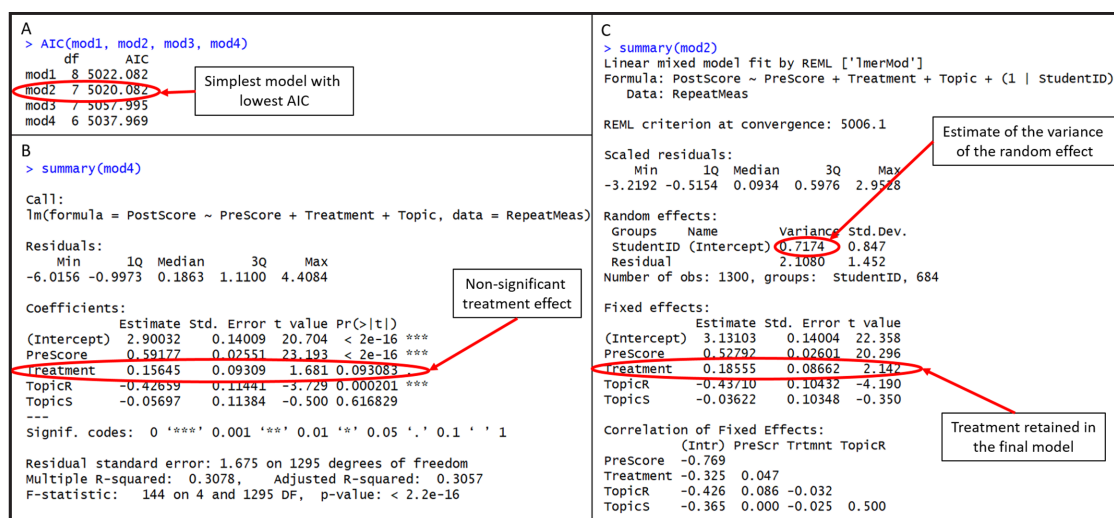 A
> AIC(mod1, mod2, mod3, mod4)
     df      AIC
mod1  8 5022.082
mod2  7 5020.082
mod3  7 5057.995
mod4  6 5037.969
Simplest model with
lowest AIC
B
> summary(mod4)
Call:
lm(formula = PostScore ~ PreScore + Treatment + Topic, data = RepeatMeas)
Residuals:
    Min      1Q  Median      3Q     Max
-6.0156 -0.9973  0.1863  1.1100  4.4084
Non-significant
treatment effect
Coefficients:
            Estimate Std. Error t value Pr(>|t|)
(Intercept)  2.90032    0.14009  20.704  < 2e-16 ***
PreScore     0.59177    0.02551  23.193  < 2e-16 ***
Treatment    0.15645    0.09309   1.681 0.093083 .
TopicR      -0.42659    0.11441  -3.729 0.000201 ***
TopicS      -0.05697    0.11384  -0.500 0.616829
---
Signif. codes:  0 ‘***’ 0.001 ‘**’ 0.01 ‘*’ 0.05 ‘.’ 0.1 ‘ ’ 1
Residual standard error: 1.675 on 1295 degrees of freedom
Multiple R-squared:  0.3078,    Adjusted R-squared:  0.3057
F-statistic:   144 on 4 and 1295 DF,  p-value: < 2.2e-16
C
> summary(mod2)
Linear mixed model fit by REML ['lmerMod']
Formula: PostScore ~ PreScore + Treatment + Topic + (1 | StudentID)
   Data: RepeatMeas
REML criterion at convergence: 5006.1
Estimate of the variance
of the random effect
Scaled residuals:
    Min      1Q  Median      3Q     Max
-3.2192 -0.5154  0.0934  0.5976  2.9528
Random effects:
 Groups    Name        Variance Std.Dev.
 StudentID (Intercept) 0.7174   0.847
 Residual              2.1080   1.452
Number of obs: 1300, groups:  StudentID, 684
Fixed effects:
            Estimate Std. Error t value
(Intercept)  3.13103    0.14004  22.358
PreScore     0.52792    0.02601  20.296
Treatment    0.18555    0.08662   2.142
TopicR      -0.43710    0.10432  -4.190
TopicS      -0.03622    0.10348  -0.350
Treatment retained in
the final model
Correlation of Fixed Effects:
          (Intr) PreScr Trtmnt TopicR
PreScore  -0.769
Treatment -0.325  0.047
TopicR    -0.426  0.086 -0.032
TopicS    -0.365  0.000 -0.025  0.500